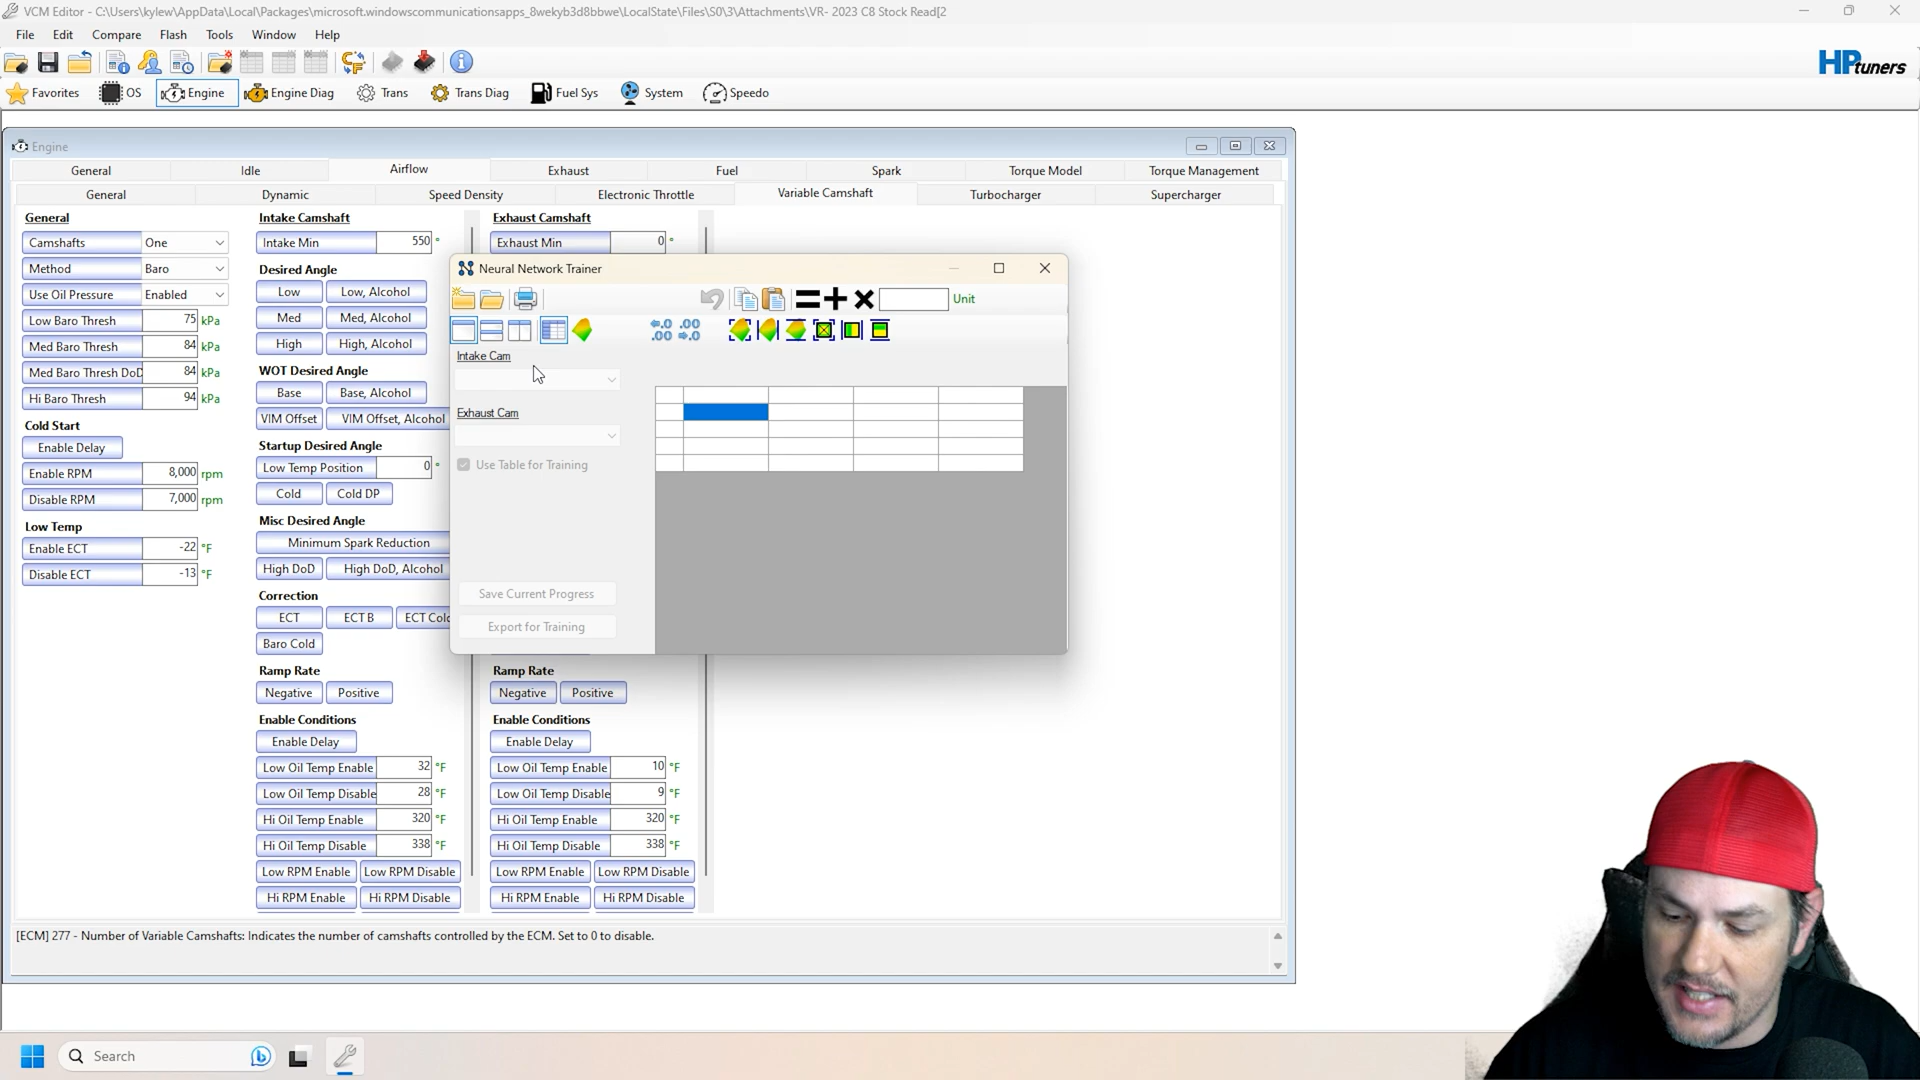 VCM Editor - C:\Users\kylew\AppData\Local\Packages\microsoft.windowscommunicationsapps_8wekyb3d8bbwe\LocalState\Files\S0\3\Attachments\VR- 2023 C8 Stock Read[2
File Edit Compare Flash Tools Window Help
HPtuners
Favorites OS Engine Engine Diag Trans Trans Diag Fuel Sys System Speedo
Engine
General Idle Airflow Exhaust Fuel Spark Torque Model Torque Management
General Dynamic Speed Density Electronic Throttle Variable Camshaft Turbocharger Supercharger
General
Camshafts One
Method Baro
Use Oil Pressure Enabled
Low Baro Thresh 75 kPa
Med Baro Thresh 84 kPa
Med Baro Thresh DoD 84 kPa
Hi Baro Thresh 94 kPa
Cold Start
Enable Delay
Enable RPM 8,000 rpm
Disable RPM 7,000 rpm
Low Temp
Enable ECT -22 °F
Disable ECT -13 °F
Intake Camshaft
Intake Min 550 °
Desired Angle
Low Low, Alcohol
Med Med, Alcohol
High High, Alcohol
WOT Desired Angle
Base Base, Alcohol
VIM Offset VIM Offset, Alcohol
Startup Desired Angle
Low Temp Position 0 °
Cold Cold DP
Misc Desired Angle
Minimum Spark Reduction
High DoD High DoD, Alcohol
Correction
ECT ECT B ECT Col
Baro Cold
Ramp Rate
Negative Positive
Enable Conditions
Enable Delay
Low Oil Temp Enable 32 °F
Low Oil Temp Disable 28 °F
Hi Oil Temp Enable 320 °F
Hi Oil Temp Disable 338 °F
Low RPM Enable Low RPM Disable
Hi RPM Enable Hi RPM Disable
Exhaust Camshaft
Exhaust Min 0 °
Neural Network Trainer
Unit
←.0 .00
.00 →.0
Intake Cam
Exhaust Cam
Use Table for Training
Save Current Progress
Export for Training
Ramp Rate
Negative Positive
Enable Conditions
Enable Delay
Low Oil Temp Enable 10 °F
Low Oil Temp Disable 9 °F
Hi Oil Temp Enable 320 °F
Hi Oil Temp Disable 338 °F
Low RPM Enable Low RPM Disable
Hi RPM Enable Hi RPM Disable
[ECM] 277 - Number of Variable Camshafts: Indicates the number of camshafts controlled by the ECM. Set to 0 to disable.
Search